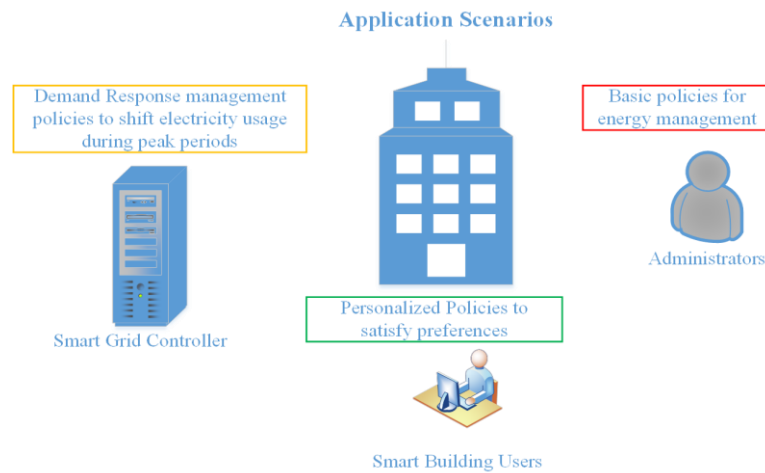 Application Scenarios
Demand Response management
policies to shift electricity usage
during peak periods
Basic policies for
energy management
Administrators
Smart Grid Controller
Personalized Policies to
satisfy preferences
Smart Building Users